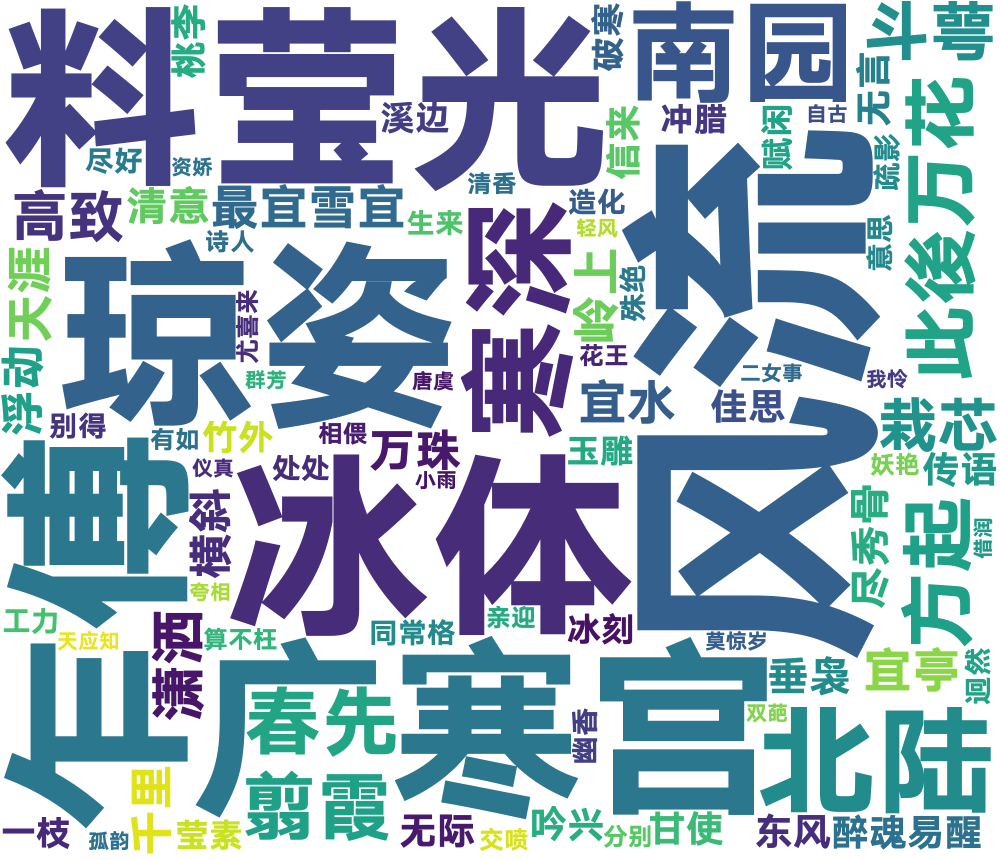 料莹光
南园
桃李
破寒
斗
无言
溪边
冲腊
自古
赋闲
信来
此後万花
尽好
资娇
疏影
高致
清意
最宜雪宜
清香
造化
生来
轻风
诗人
意思
风流
天涯
琼姿
深寒
岭上
殊绝
尤喜来
浮动
群芳
唐虞
花王
二女事
我怜
宜水
佳思
栽芯
别得
有如
竹外
相偎
万珠
玉雕
仪真
处处
小雨
妖艳
传语
冰体
横斜
尽秀骨
方起
借润
夸相
工力
天应知
潇洒
算不枉
同常格
亲迎
冰刻
莫惊岁
广寒宫
春先
垂袅
宜亭
迥然
双葩
幽香
北陆
千里
翦霞
一枝
孤韵
莹素
无际
交喷
吟兴
分别
甘使
东风
醉魂易醒